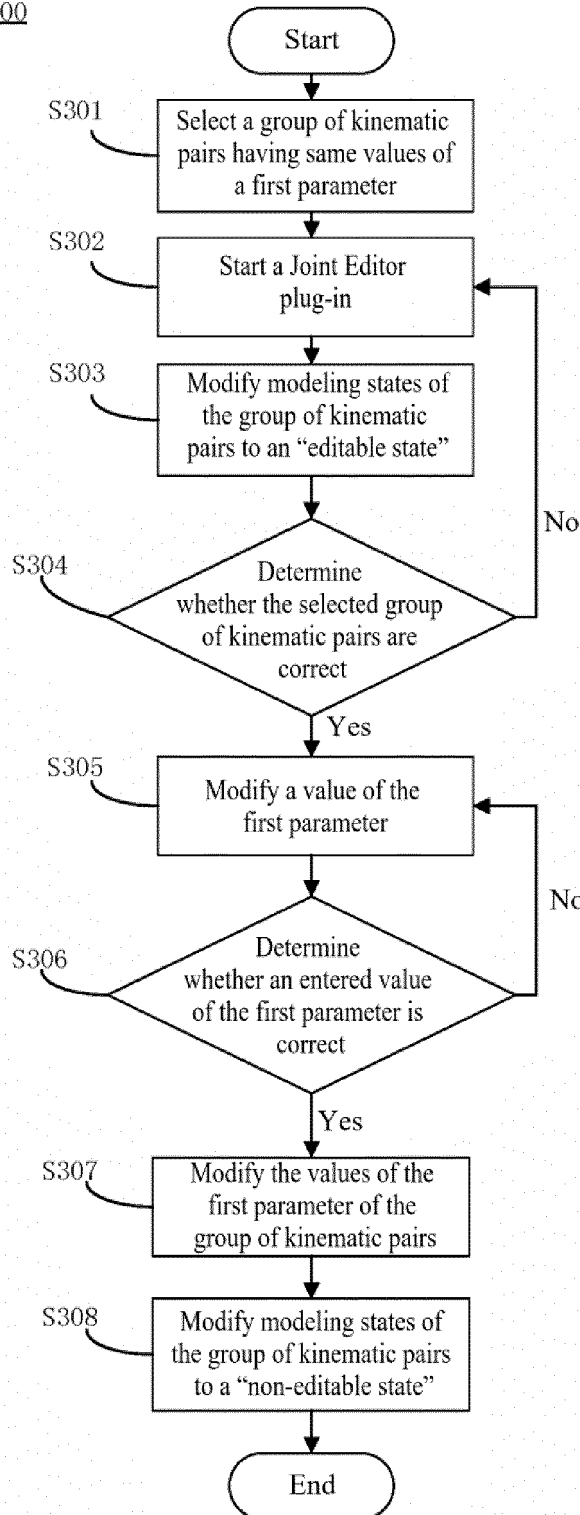 00
Start
S301
Select a group of kinematic
pairs having same values of
a first parameter
S302
Start a Joint Editor
plug-in
S303
Modify modeling states of
the group of kinematic
pairs to an “editable state”
No
S304
Determine
whether the selected group
of kinematic pairs are
correct
Yes
S305
Modify a value of the
first parameter
No
S306
Determine
whether an entered value
of the first parameter is
correct
Yes
S307
Modify the values of the
first parameter of the
group of kinematic pairs
S308
Modify modeling states of
the group of kinematic pairs
to a “non-editable state”
End